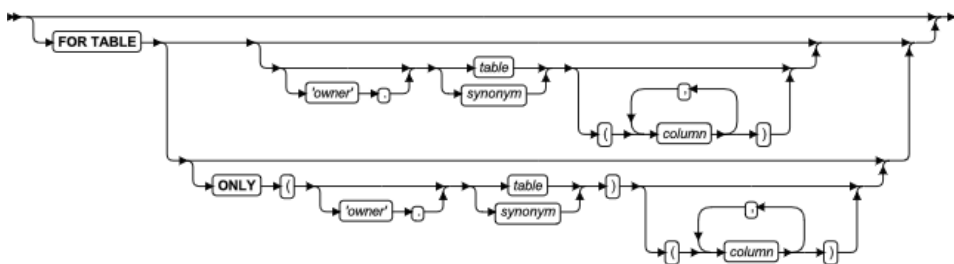 FOR TABLE
table
'owner' .
synonym
,
( column )
ONLY ( table )
'owner' .
synonym
,
( column )